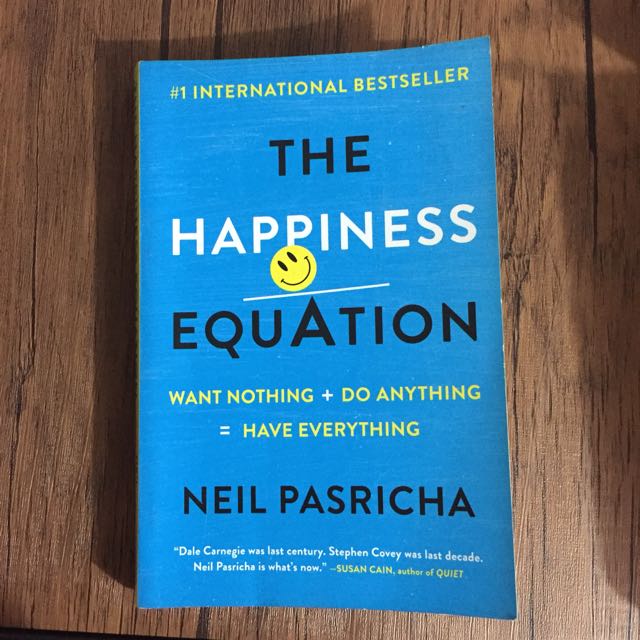 #1 INTERNATIONAL BESTSELLER
THE
HAPPINESS
EQUATION
WANT NOTHING + DO ANYTHING
= HAVE EVERYTHING
NEIL PASRICHA
“Dale Carnegie was last century. Stephen Covey was last decade.
Neil Pasricha is what’s now.” —SUSAN CAIN, author of QUIET